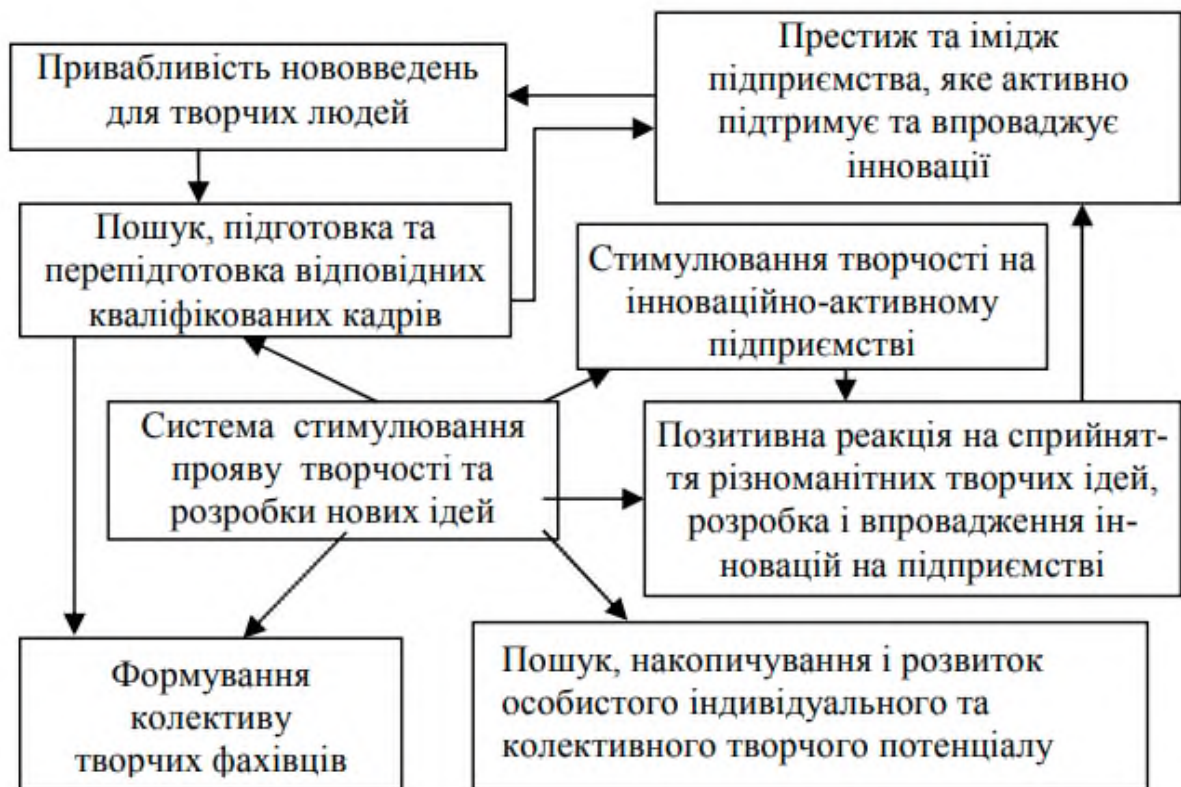 Привабливість нововведень
для творчих людей
Престиж та імідж
підприємства, яке активно
підтримує та впроваджує
інновації
Пошук, підготовка та
перепідготовка відповідних
кваліфікованих кадрів
Стимулювання творчості на
інноваційно-активному
підприємстві
Система стимулювання
прояву творчості та
розробки нових ідей
Позитивна реакція на сприйнят-
тя різноманітних творчих ідей,
розробка і впровадження ін-
новацій на підприємстві
Формування
колективу
творчих фахівців
Пошук, накопичування і розвиток
особистого індивідуального та
колективного творчого потенціалу